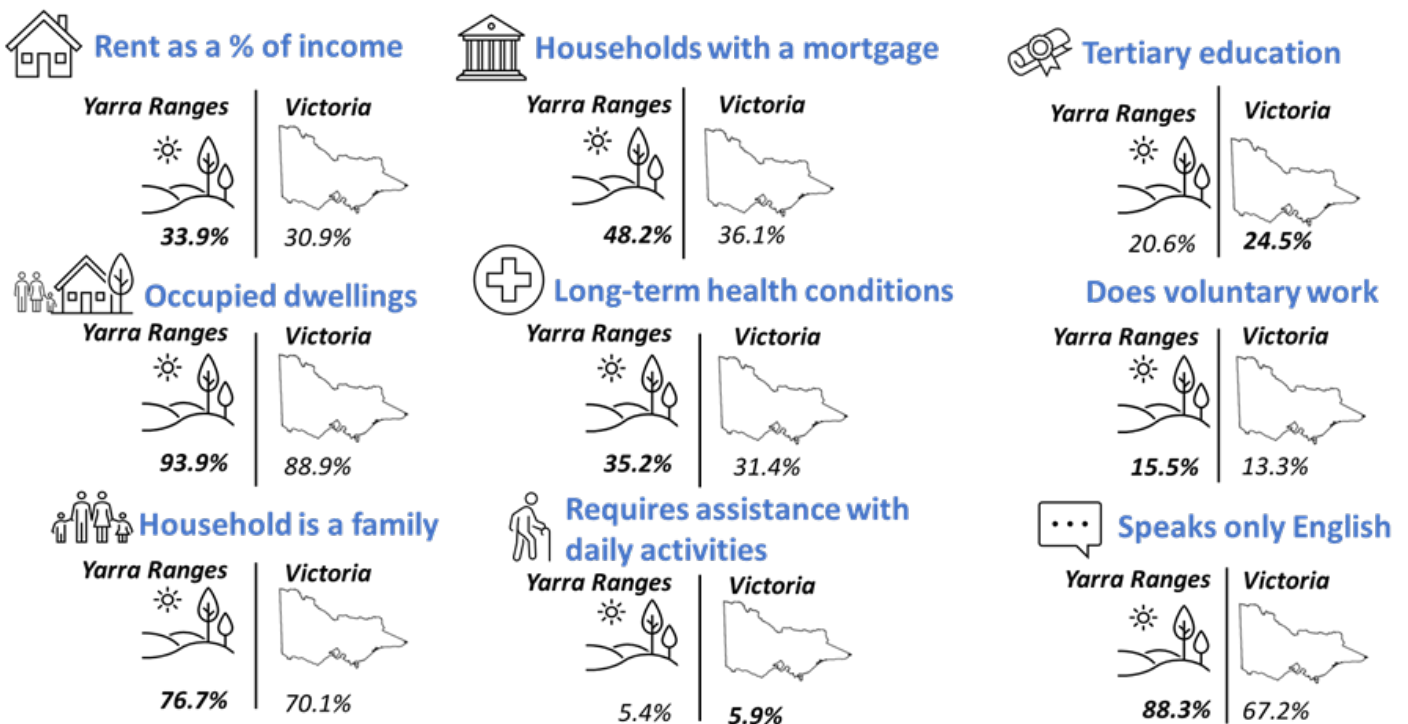 Rent as a % of income
Yarra Ranges
Victoria
33.9%
30.9%
Households with a mortgage
Yarra Ranges
Victoria
48.2%
36.1%
Tertiary education
Yarra Ranges
Victoria
20.6%
24.5%
Occupied dwellings
Yarra Ranges
Victoria
93.9%
88.9%
Long-term health conditions
Yarra Ranges
Victoria
35.2%
31.4%
Does voluntary work
Yarra Ranges
Victoria
15.5%
13.3%
Household is a family
Yarra Ranges
Victoria
76.7%
70.1%
Requires assistance with
daily activities
Yarra Ranges
Victoria
5.4%
5.9%
Speaks only English
Yarra Ranges
Victoria
88.3%
67.2%